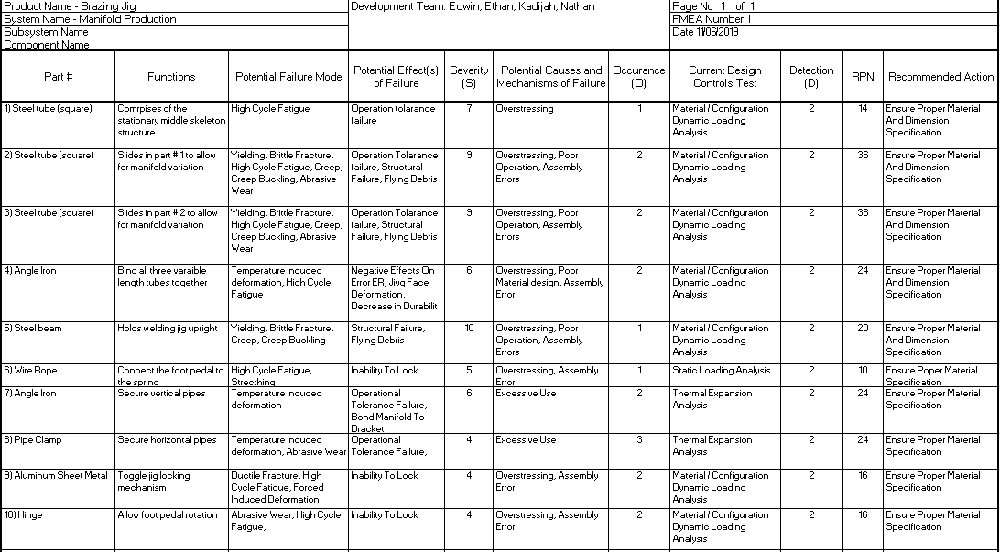 Product Name - Brazing Jig
Development Team: Edwin, Ethan, Kadijah, Nathan
Page No 1 of 1
System Name - Manifold Production
FMEA Number 1
Subsystem Name
Date 11/06/2019
Component Name
Part #
Functions
Potential Failure Mode
Potential Effect(s)
of Failure
Severity
(S)
Potential Causes and
Mechanisms of Failure
Occurance
(O)
Current Design
Controls Test
Detection
(D)
RPN
Recommended Action
1) Steel tube (square)
Comrpises of the
stationary middle skeleton
structure
High Cycle Fatigue
Operation tolarance
failure
7
Overstressing
1
Material / Configuration
Dynamic Loading
Analysis
2
14
Ensure Proper Material
And Dimension
Specification
2) Steel tube (square)
Slides in part # 1 to allow
for manifold variation
Yielding, Brittle Fracture,
High Cycle Fatigue, Creep,
Creep Buckling, Abrasive
Wear
Operation Tolarance
failure, Structural
Failure, Flying Debris
9
Overstressing, Poor
Operation, Assembly
Errors
2
Material / Configuration
Dynamic Loading
Analysis
2
36
Ensure Proper Material
And Dimension
Specification
3) Steel tube (square)
Slides in part # 2 to allow
for manifold variation
Yielding, Brittle Fracture,
High Cycle Fatigue, Creep,
Creep Buckling, Abrasive
Wear
Operation Tolarance
failure, Structural
Failure, Flying Debris
9
Overstressing, Poor
Operation, Assembly
Errors
2
Material / Configuration
Dynamic Loading
Analysis
2
36
Ensure Proper Material
And Dimension
Specification
4) Angle Iron
Bind all three varaible
length tubes together
Temperature induced
deformation, High Cycle
Fatigue
Negative Effects On
Error ER, Jiyg Face
Deformation,
Decrease in Durabilit
6
Overstressing, Poor
Material design, Assembly
Error
2
Material / Configuration
Dynamic Loading
Analysis
2
24
Ensure Proper Material
And Dimension
Specification
5) Steel beam
Holds welding jig upright
Yielding, Brittle Fracture,
Creep, Creep Buckling
Structural Failure,
Flying Debris
10
Overstressing, Poor
Operation, Assembly
Errors
1
Material / Configuration
Dynamic Loading
Analysis
2
20
Ensure Proper Material
And Dimension
Specification
6) Wire Rope
Connect the foot pedal to
the spring
High Cycle Fatigue,
Strecthing
Inability To Lock
5
Overstressing, Assembly
Error
1
Static Loading Analysis
2
10
Ensure Poper Material
Specification
7) Angle Iron
Secure vertical pipes
Temperature induced
deformation
Operational
Tolerance Failure,
Bond Manifold To
Bracket
6
Excessive Use
2
Thermal Expansion
Analysis
2
24
Ensure Proper Material
Specification
8) Pipe Clamp
Secure horizontal pipes
Temperature induced
deformation, Abrasive Wear
Operational
Tolerance Failure,
4
Excessive Use
3
Thermal Expansion
Analysis
2
24
Ensure Proper Material
Specification
9) Aluminum Sheet Metal
Toggle jig locking
mechanism
Ductile Fracture, High
Cycle Fatigue, Forced
Induced Deformation
Inability To Lock
4
Overstressing, Assembly
Error
2
Material / Configuration
Dynamic Loading
Analysis
2
16
Ensure Proper Material
Specification
10) Hinge
Allow foot pedal rotation
Abrasive Wear, High Cycle
Fatigue,
Inability To Lock
4
Overstressing, Assembly
Error
2
Material / Configuration
Dynamic Loading
Analysis
2
16
Ensure Proper Material
Specification